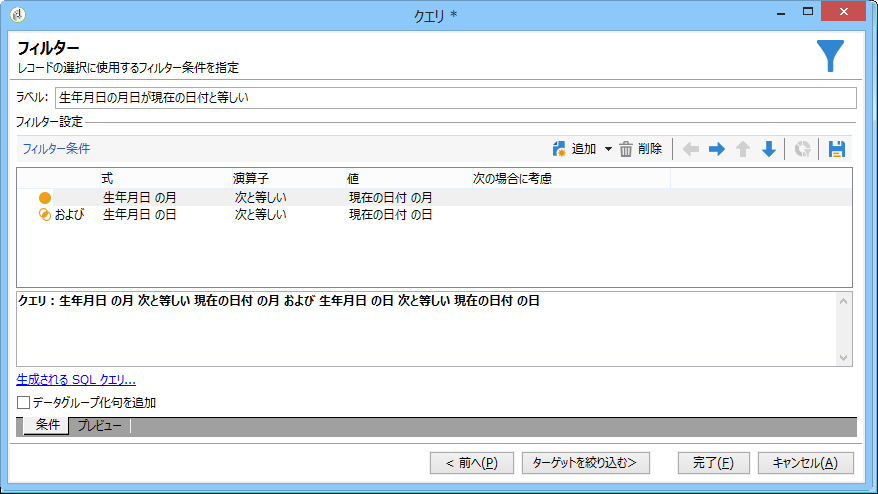 クエリ *
フィルター
レコードの選択に使用するフィルター条件を指定
ラベル: 生年月日の月日が現在の日付と等しい
フィルター設定
フィルター条件 追加 削除
式 演算子 値 次の場合に考慮
生年月日 の月 次と等しい 現在の日付 の月
および 生年月日 の日 次と等しい 現在の日付 の日
クエリ : 生年月日 の月 次と等しい 現在の日付 の月 および 生年月日 の日 次と等しい 現在の日付 の日
生成される SQL クエリ...
データグループ化句を追加
条件 プレビュー
< 前へ(P) ターゲットを絞り込む> 完了(F) キャンセル(A)